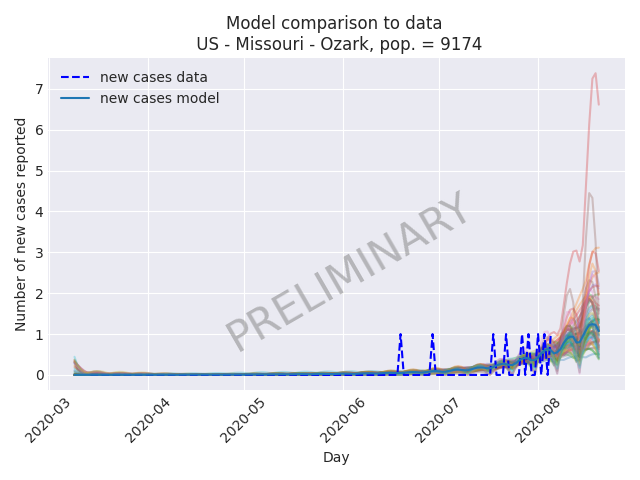 Model comparison to data
US - Missouri - Ozark, pop. = 9174
new cases data
new cases model
Number of new cases reported
7
6
5
4
3
2
1
0
PRELIMINARY
2020-03
2020-04
2020-05
2020-06
2020-07
2020-08
Day